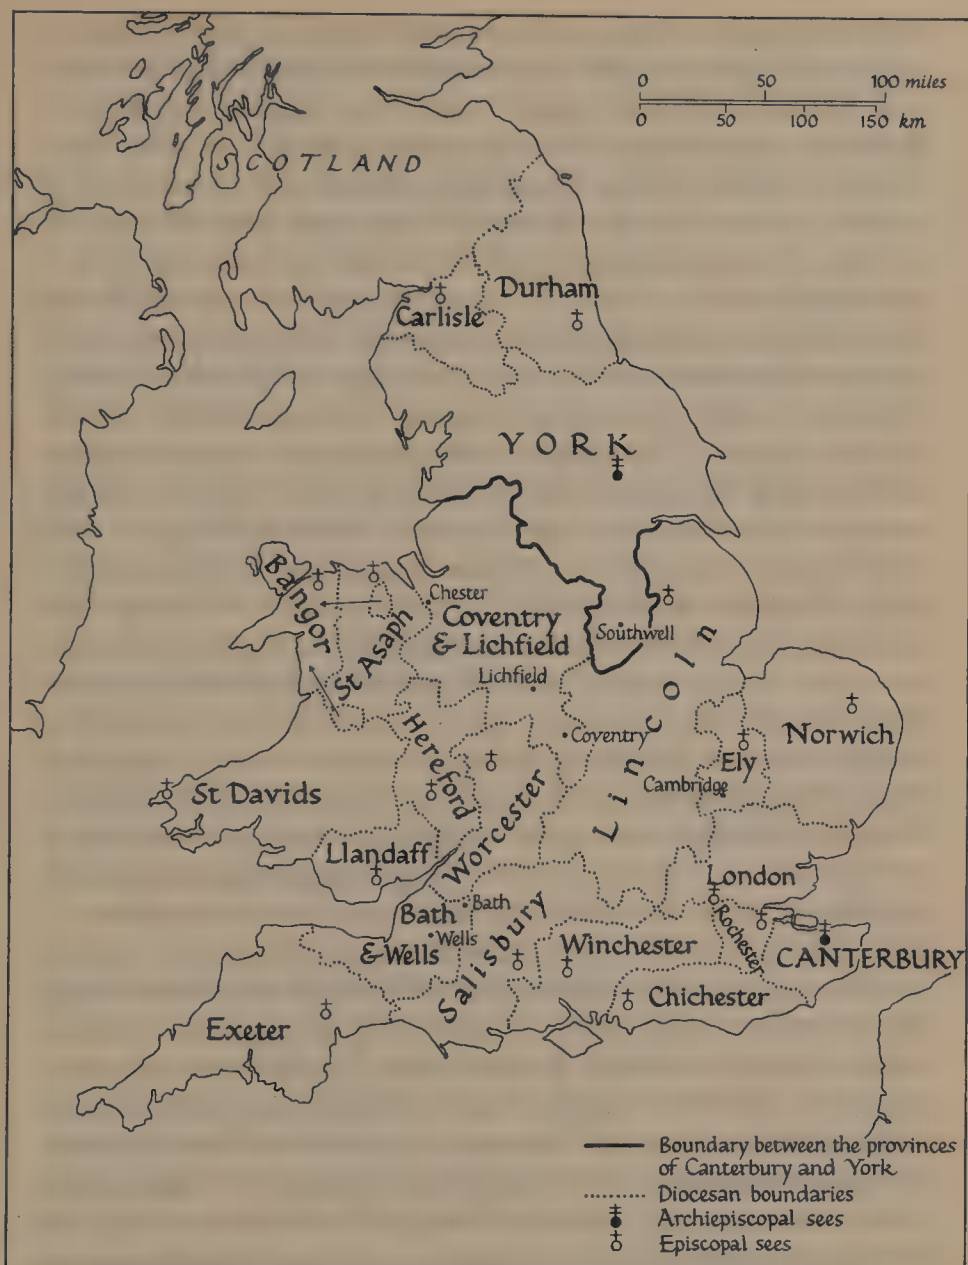 0 50 100 miles
0 50 100 150 km
SCOTLAND
Durham
Carlisle
YORK
Bangor
St Asaph
Chester
Coventry
& Lichfield
Southwell
Lichfield
Lincoln
Coventry
Hereford
Norwich
Ely
Cambridge
St Davids
Worcester
Llandaff
London
Bath
Bath
& Wells
Wells
Rochester
Salisbury
Winchester
CANTERBURY
Chichester
Exeter
Boundary between the provinces
of Canterbury and York
Diocesan boundaries
Archiepiscopal sees
Episcopal sees